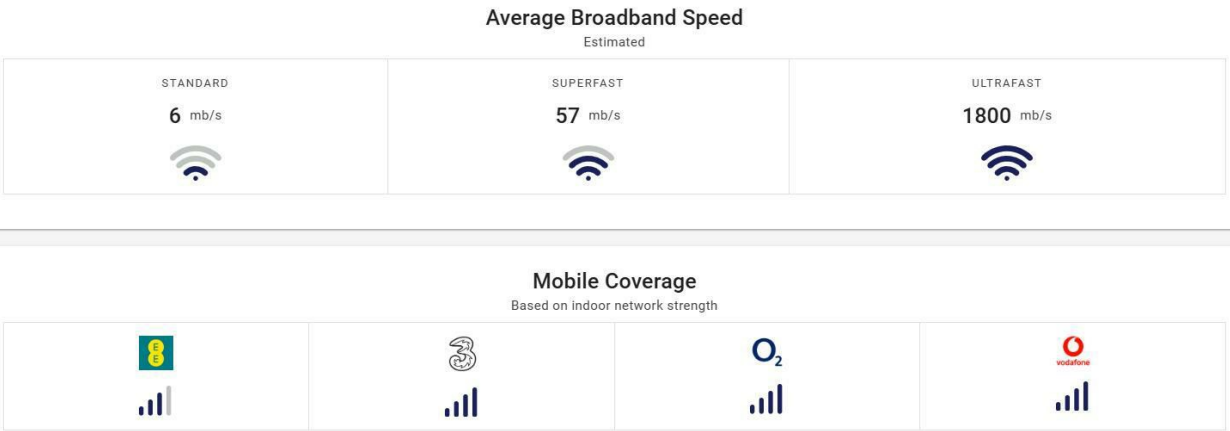 Average Broadband Speed
Estimated
STANDARD SUPERFAST ULTRAFAST
6 mb/s 57 mb/s 1800 mb/s
Mobile Coverage
Based on indoor network strength
E
E
3 O2
vodafone